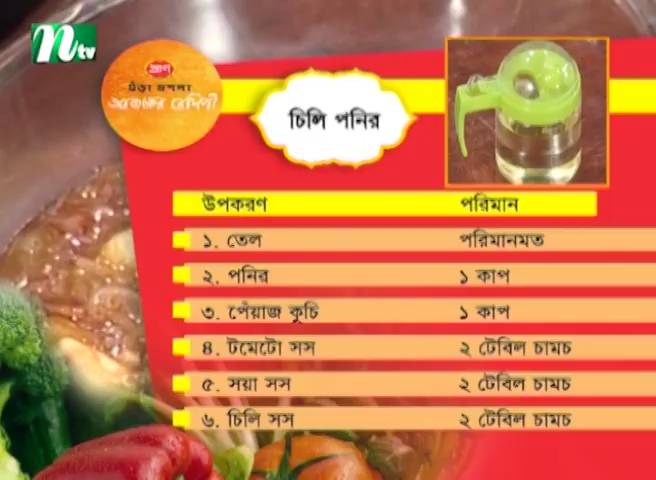 ntv
প্রাণ
গুঁড়া মশলা
আজকের রেসিপী
চিলি পনির
উপকরণ পরিমান
১. তেল পরিমানমত
২. পনির ১ কাপ
৩. পেঁয়াজ কুচি ১ কাপ
৪. টমেটো সস ২ টেবিল চামচ
৫. সয়া সস ২ টেবিল চামচ
৬. চিলি সস ২ টেবিল চামচ